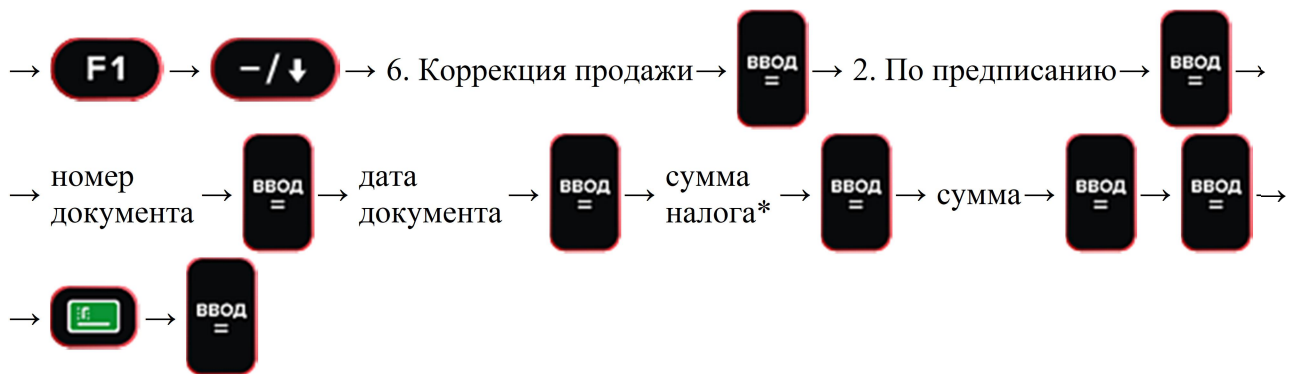 → F1 → –/↓ → 6. Коррекция продажи → ВВОД = → 2. По предписанию → ВВОД = →
→ номер документа → ВВОД = → дата документа → ВВОД = → сумма налога* → ВВОД = → сумма → ВВОД = → ВВОД = →
→ → ВВОД =